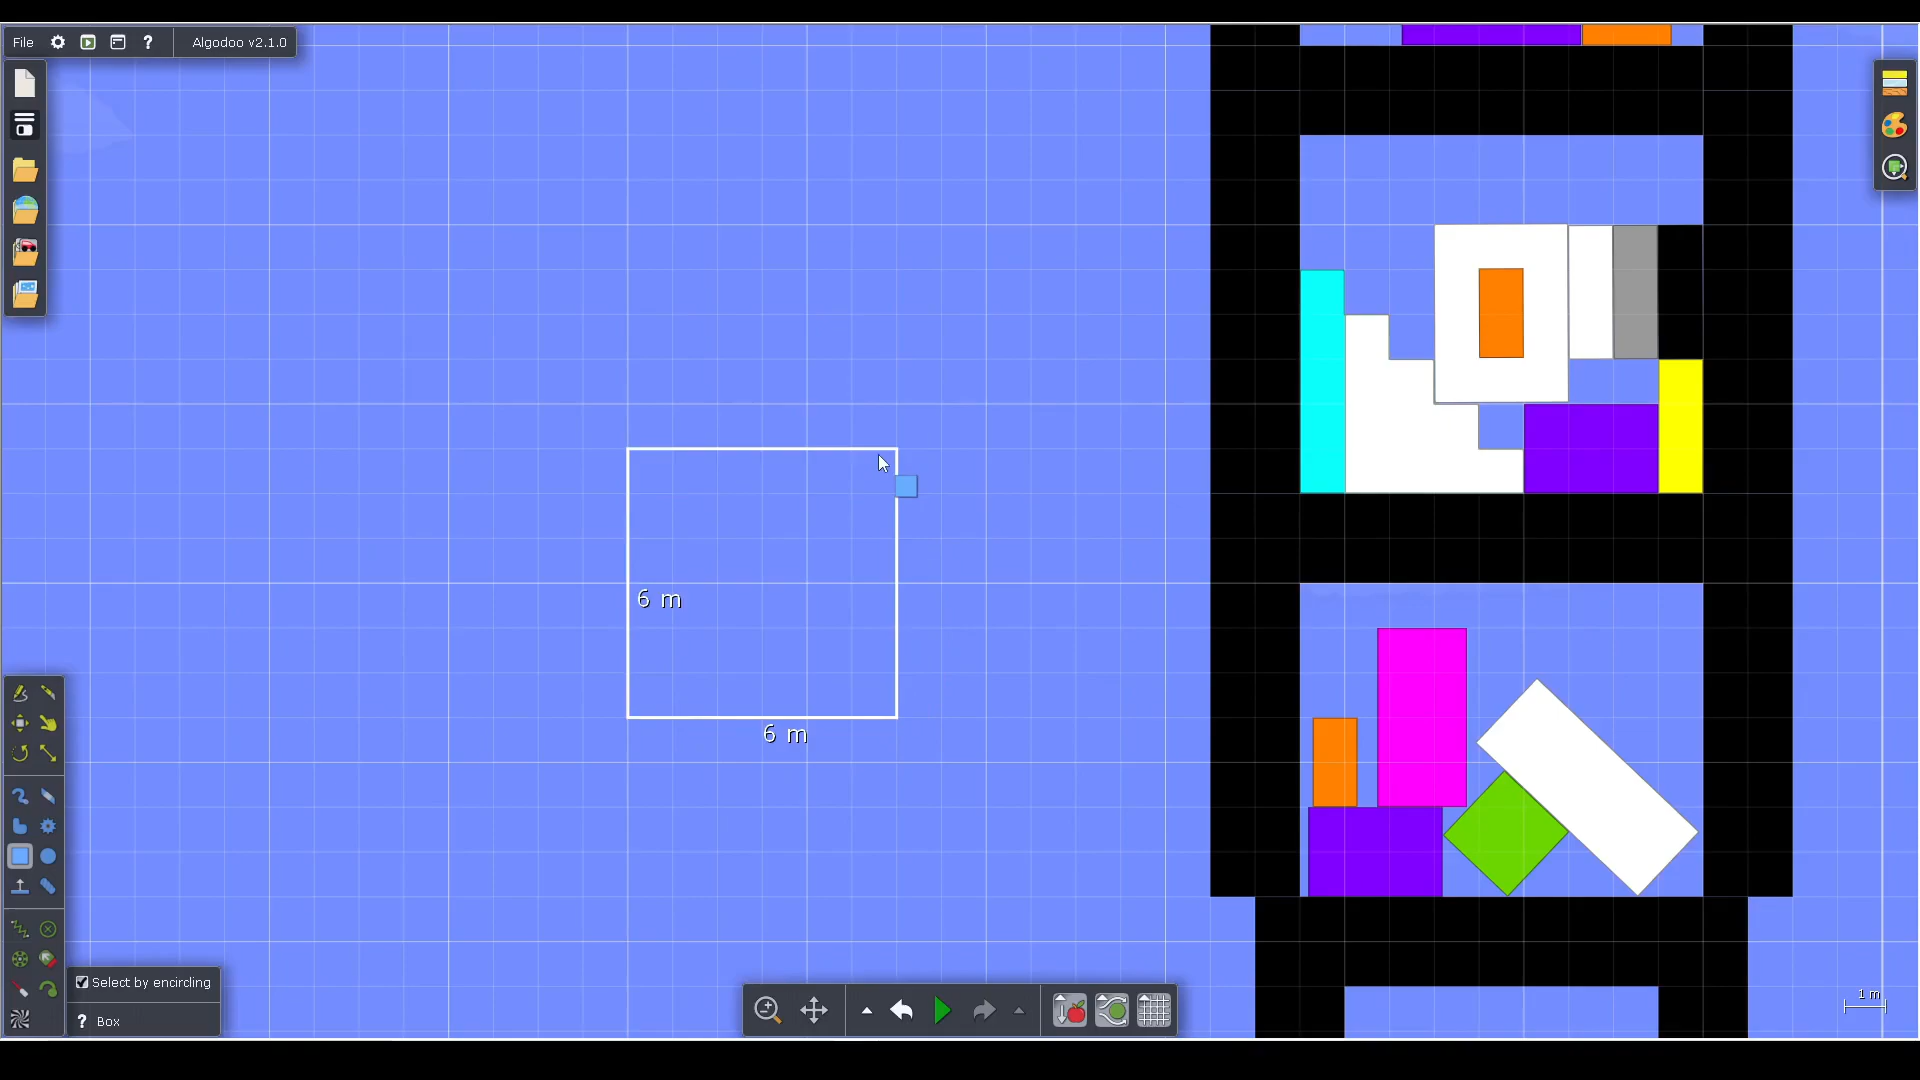 File ? Algodoo v2.1.0
6 m
6 m
Select by encircling
? Box
1 m